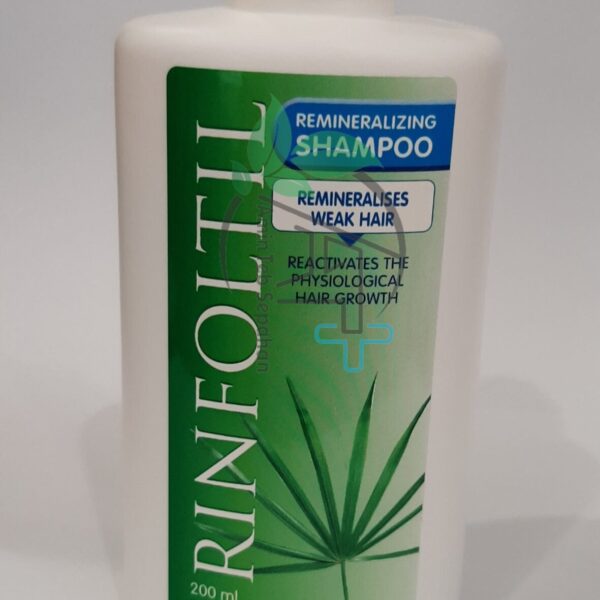 REMINERALIZING
SHAMPOO
REMINERALISES
WEAK HAIR
REACTIVATES THE
PHYSIOLOGICAL
HAIR GROWTH
RINFOLTIL
200 ml